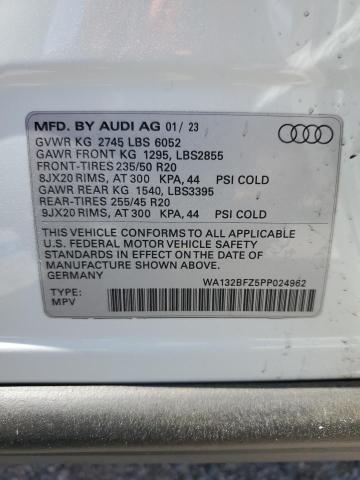 MFD. BY AUDI AG 01/ 23
GVWR KG 2745 LBS 6052
GAWR FRONT KG 1295, LBS2855
FRONT-TIRES 235/50 R20
8JX20 RIMS, AT 300 KPA, 44 PSI COLD
GAWR REAR KG 1540, LBS3395
REAR-TIRES 255/45 R20
9JX20 RIMS, AT 300 KPA, 44 PSI COLD
THIS VEHICLE CONFORMS TO ALL APPLICABLE
U.S. FEDERAL MOTOR VEHICLE SAFETY
STANDARDS IN EFFECT ON THE DATE OF
MANUFACTURE SHOWN ABOVE.
GERMANY
WA132BFZ5PP024962
TYPE:
MPV